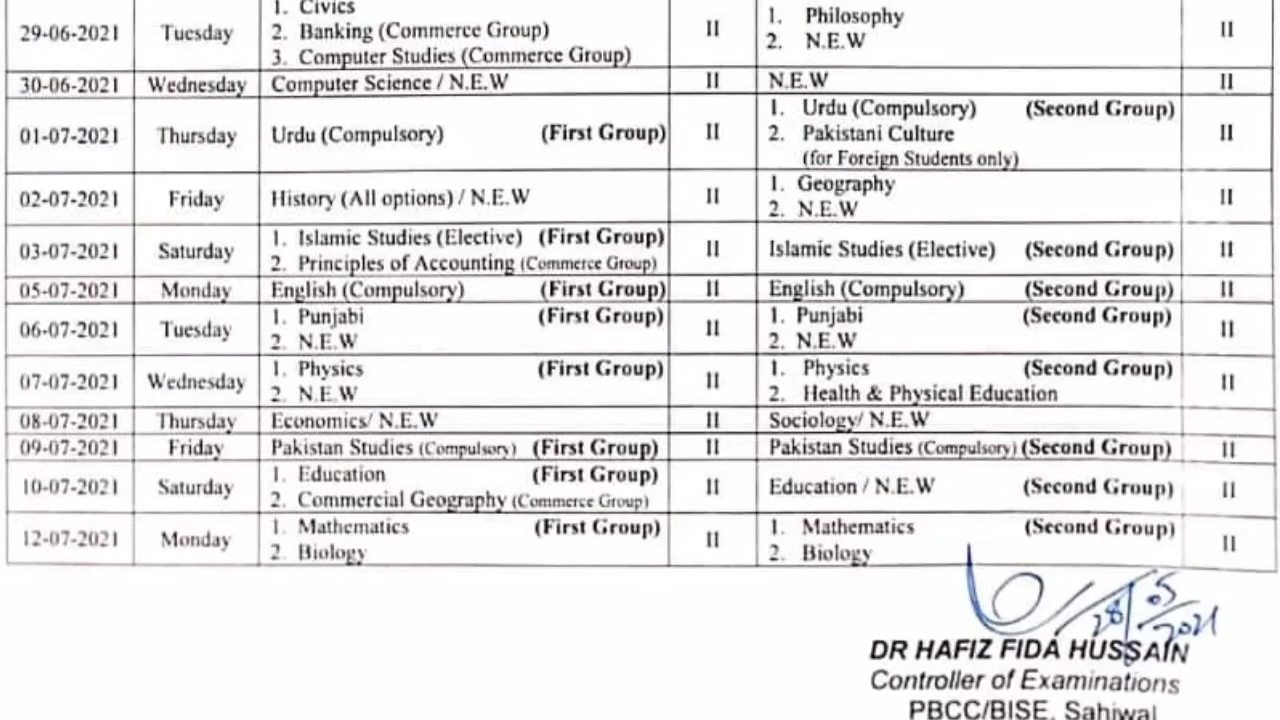 29-06-2021 Tuesday 1. Civics II 1. Philosophy II
2. Banking (Commerce Group) 2. N.E.W
3. Computer Studies (Commerce Group)
30-06-2021 Wednesday Computer Science / N.E.W II N.E.W II
01-07-2021 Thursday Urdu (Compulsory) (First Group) II 1. Urdu (Compulsory) (Second Group) II
2. Pakistani Culture
(for Foreign Students only)
02-07-2021 Friday History (All options) / N.E.W II 1. Geography II
2. N.E.W
03-07-2021 Saturday 1. Islamic Studies (Elective) (First Group) II Islamic Studies (Elective) (Second Group) II
2. Principles of Accounting (Commerce Group)
05-07-2021 Monday English (Compulsory) (First Group) II English (Compulsory) (Second Group) II
06-07-2021 Tuesday 1. Punjabi (First Group) II 1. Punjabi (Second Group) II
2. N.E.W 2. N.E.W
07-07-2021 Wednesday 1. Physics (First Group) II 1. Physics (Second Group) II
2. N.E.W 2. Health & Physical Education
08-07-2021 Thursday Economics/ N.E.W II Sociology/ N.E.W II
09-07-2021 Friday Pakistan Studies (Compulsory) (First Group) II Pakistan Studies (Compulsory) (Second Group) II
10-07-2021 Saturday 1. Education (First Group) II Education / N.E.W (Second Group) II
2. Commercial Geography (Commerce Group)
12-07-2021 Monday 1. Mathematics (First Group) II 1. Mathematics (Second Group) II
2. Biology 2. Biology
28/05/2021
DR HAFIZ FIDA HUSSAIN
Controller of Examinations
PBCC/BISE, Sahiwal